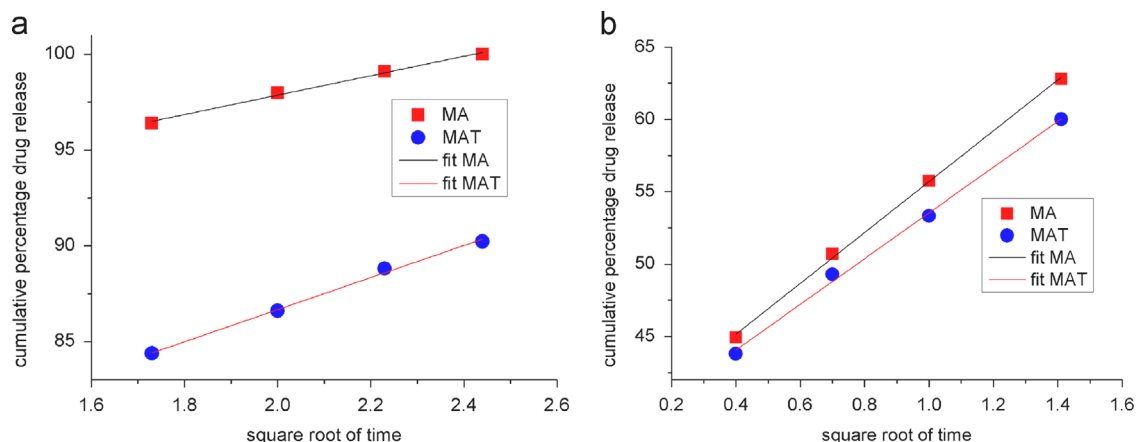 a
100
95
90
85
cumulative percentage drug release
MA
MAT
fit MA
fit MAT
1.6 1.8 2.0 2.2 2.4 2.6
square root of time
b
65
60
55
50
45
cumulative percentage drug release
MA
MAT
fit MA
fit MAT
0.2 0.4 0.6 0.8 1.0 1.2 1.4 1.6
square root of time